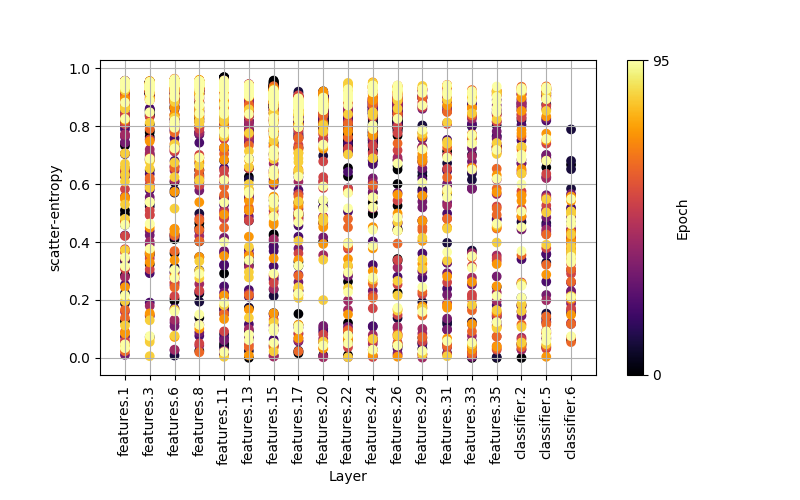 1.0
0.8
0.6
0.4
0.2
0.0
scatter-entropy
features.1
features.3
features.6
features.8
features.11
features.13
features.15
features.17
features.20
features.22
features.24
features.26
features.29
features.31
features.33
features.35
classifier.2
classifier.5
classifier.6
Layer
95
0
Epoch